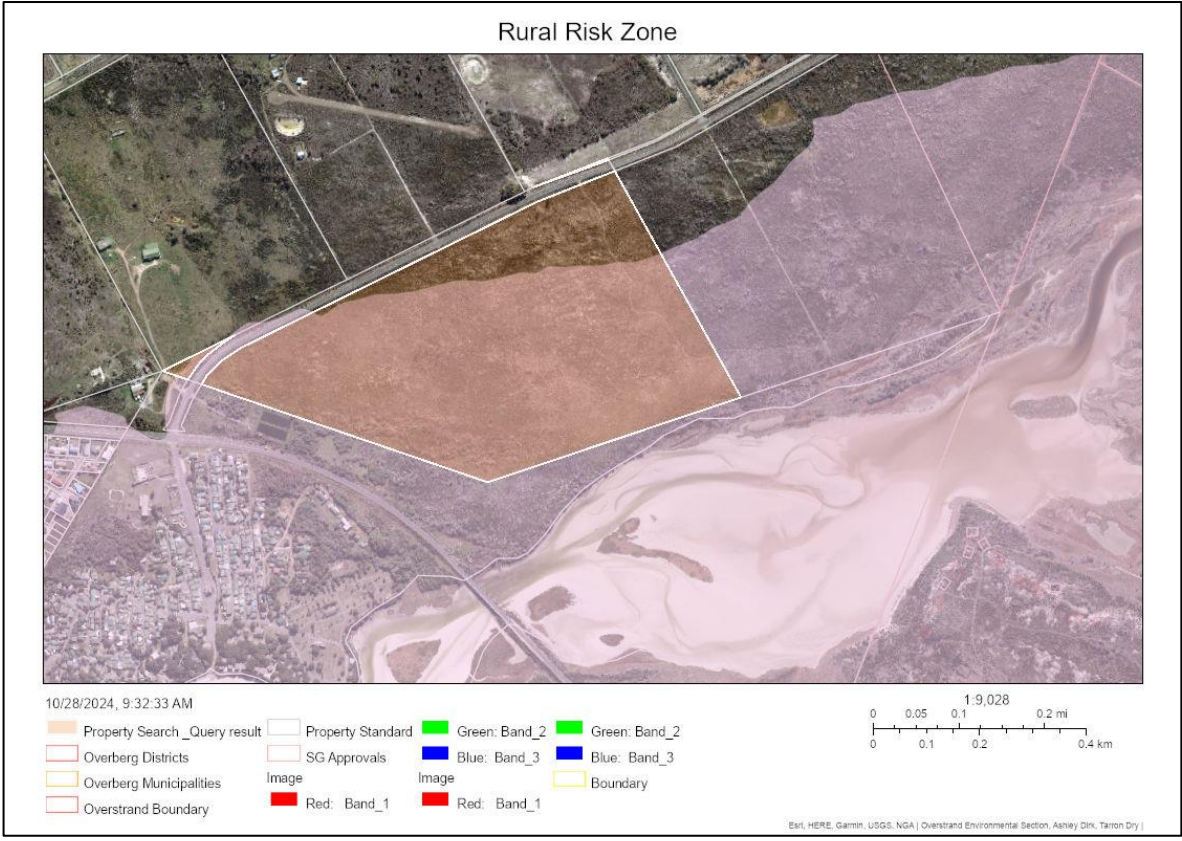 Rural Risk Zone
10/28/2024, 9:32:33 AM
Property Search _Query result
Overberg Districts
Overberg Municipalities
Overstrand Boundary
Property Standard
SG Approvals
Image
Red: Band_1
Green: Band_2
Blue: Band_3
Image
Red: Band_1
Green: Band_2
Blue: Band_3
Boundary
1:9,028
0 0.05 0.1 0.2 mi
0 0.1 0.2 0.4 km
Esri, HERE, Garmin, USGS, NGA | Overstrand Environmental Section, Ashley Dirk, Tarron Dry |